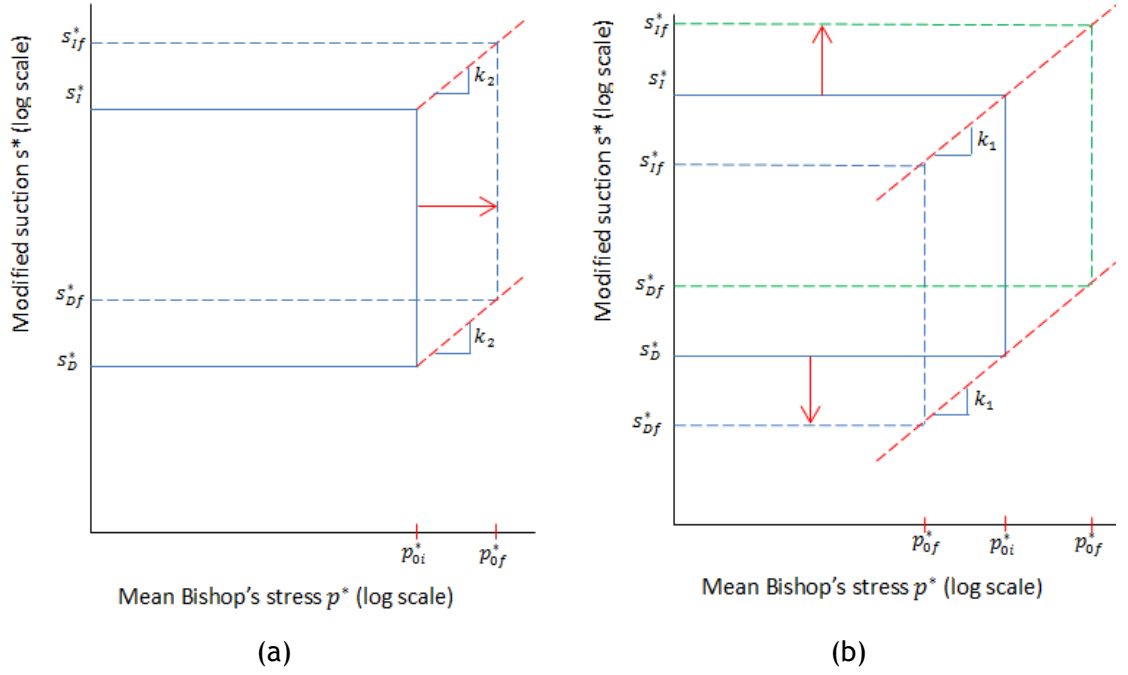 Modified suction s* (log scale)
s*If
s*I
s*Df
s*D
k2
k2
p*0i
p*0f
Mean Bishop's stress p* (log scale)
(a)
Modified suction s* (log scale)
s*If
s*I
s*If
s*Df
s*D
s*Df
k1
k1
p*0f
p*0i
p*0f
Mean Bishop's stress p* (log scale)
(b)